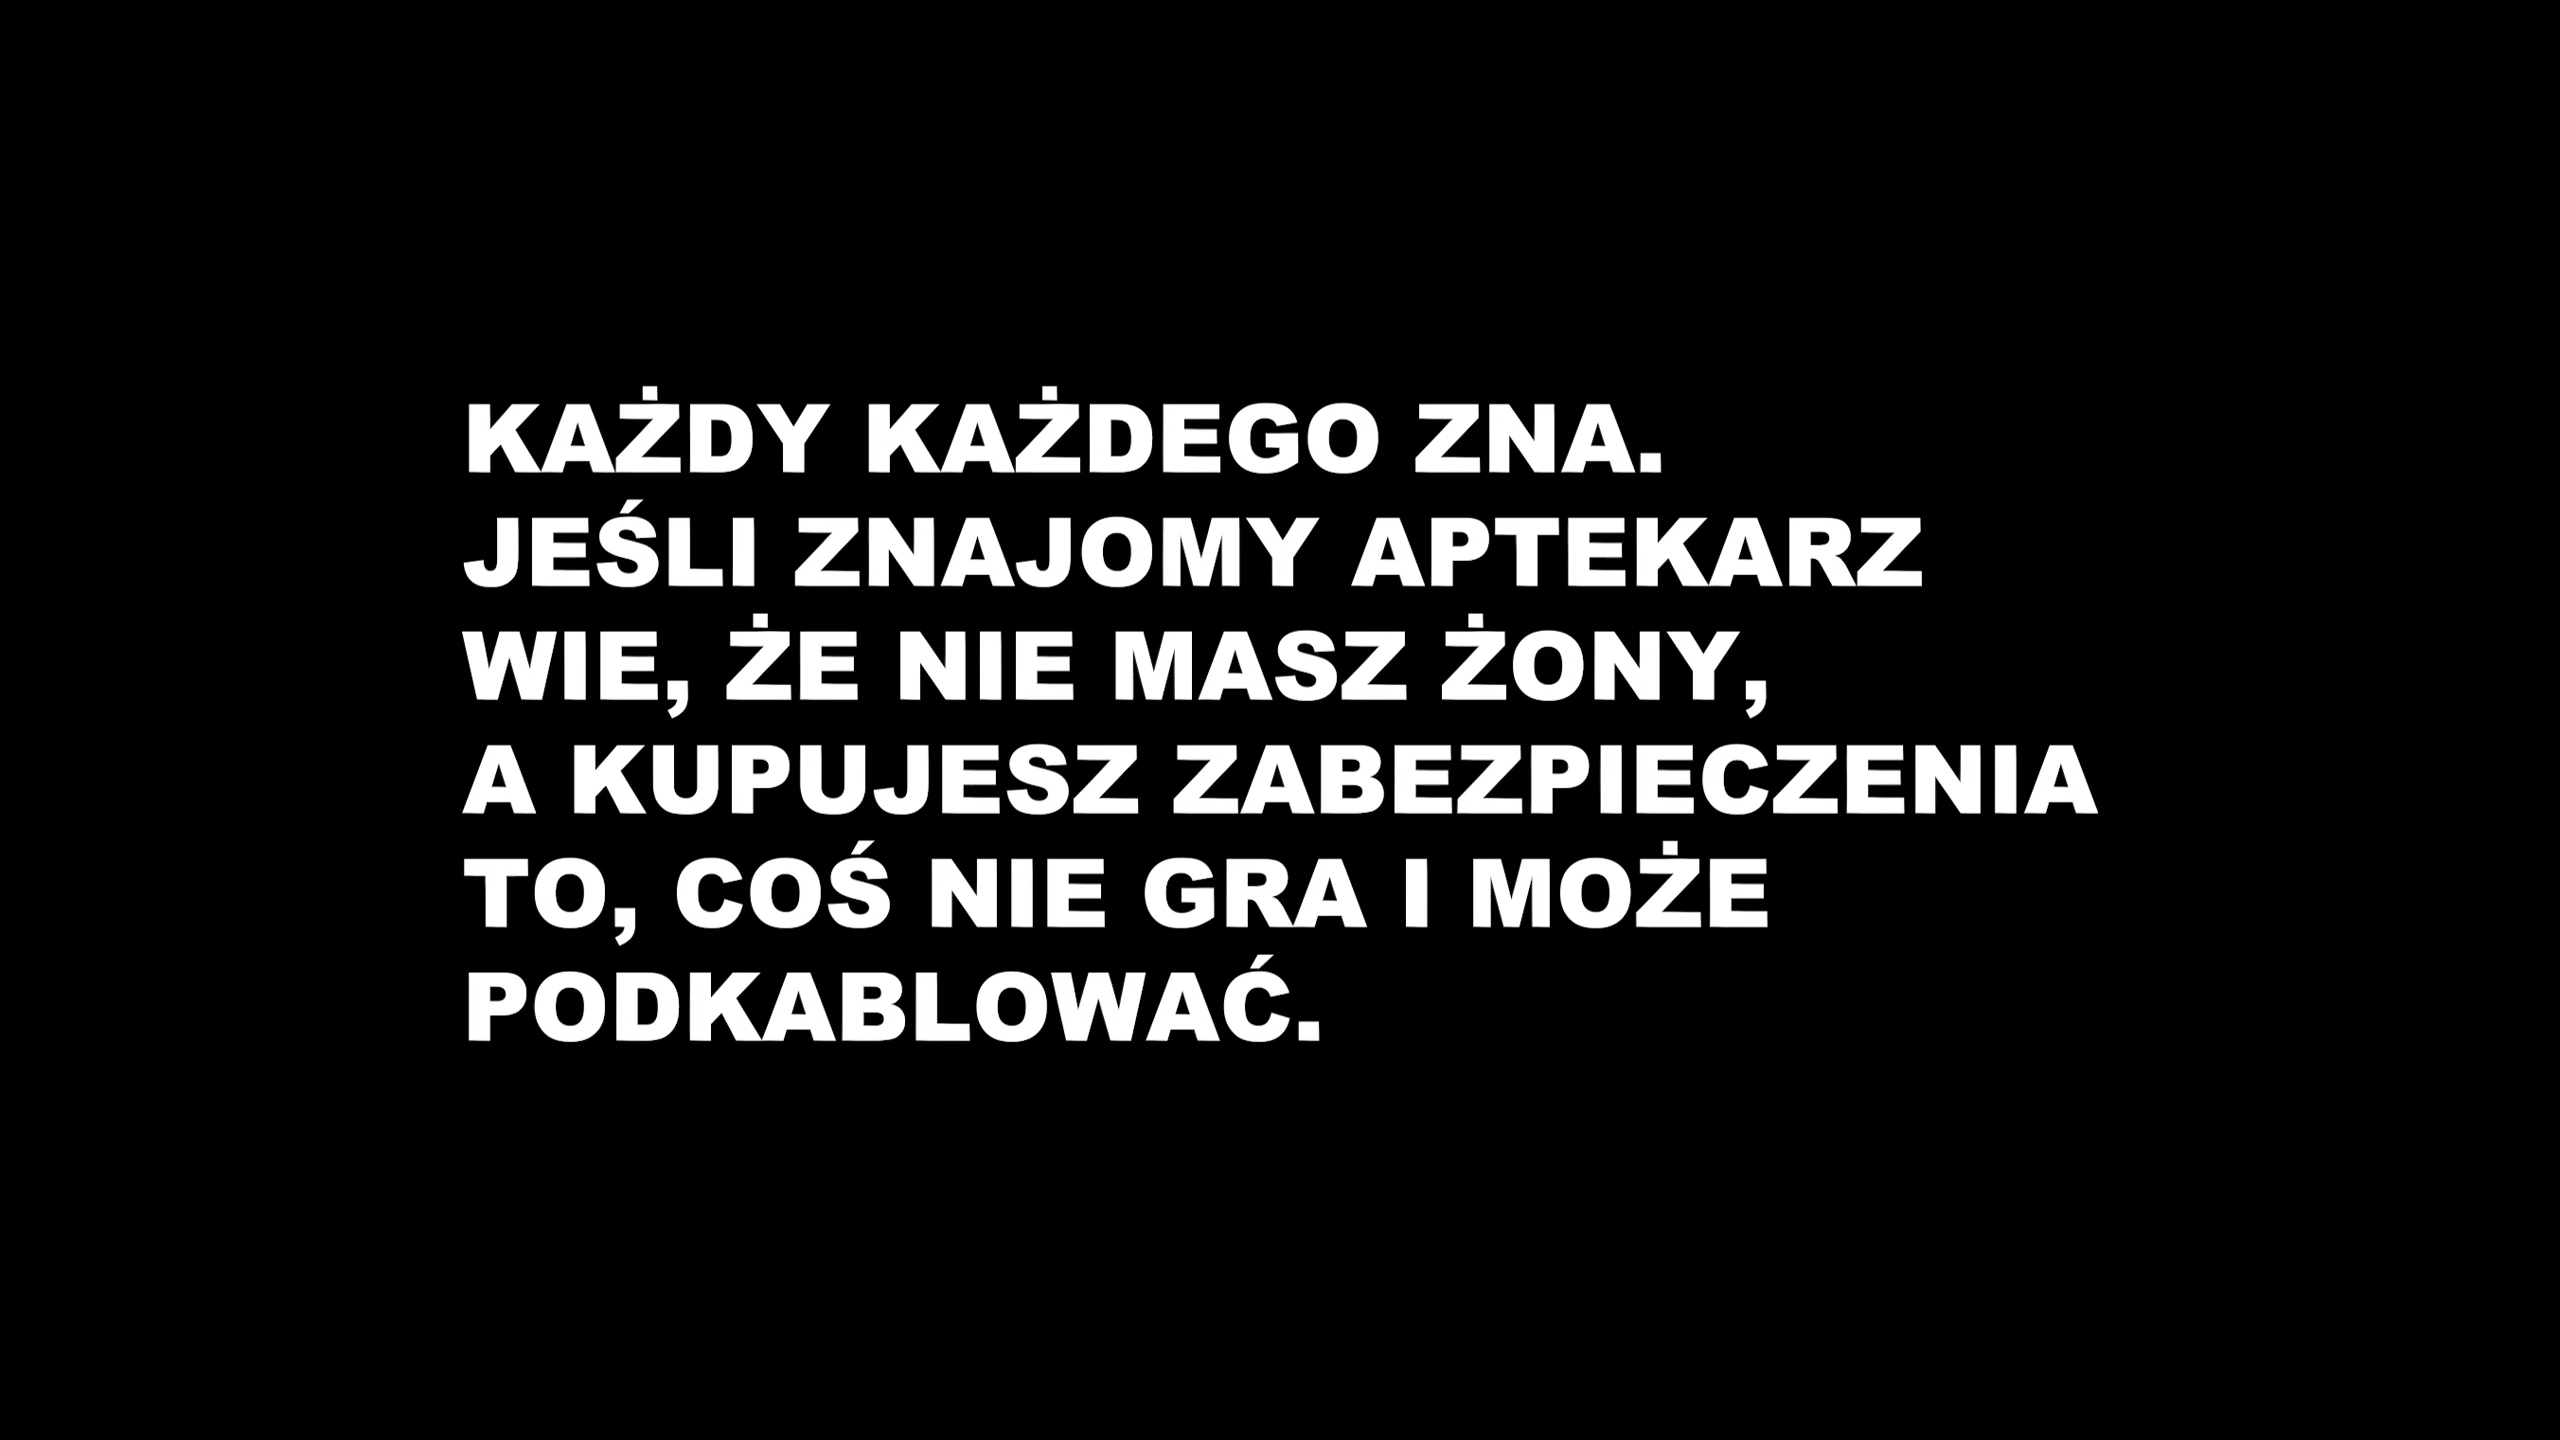 KAŻDY KAŻDEGO ZNA.
JEŚLI ZNAJOMY APTEKARZ
WIE, ŻE NIE MASZ ŻONY,
A KUPUJESZ ZABEZPIECZENIA
TO, COŚ NIE GRA I MOŻE
PODKABLOWAĆ.